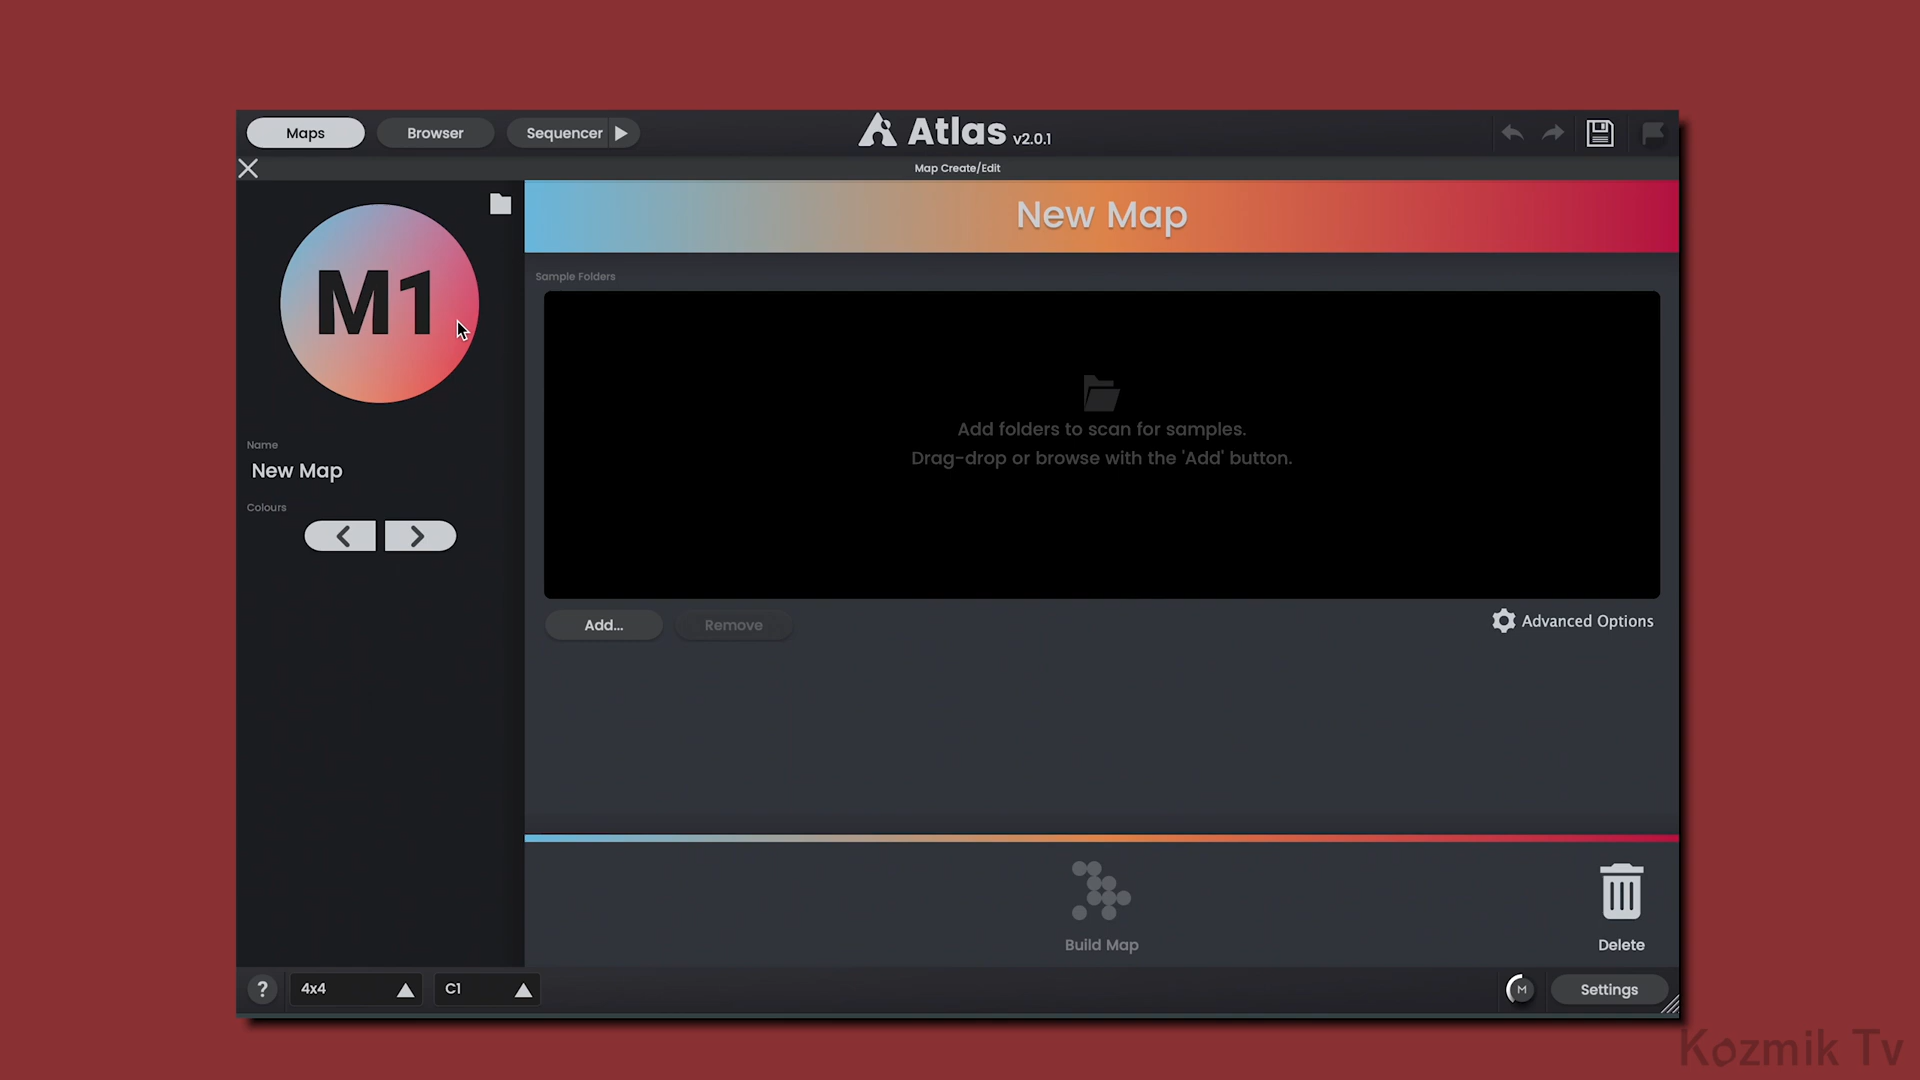 Maps
Browser
Sequencer
Atlas v2.0.1
Map Create/Edit
M1
New Map
Sample Folders
Add folders to scan for samples.
Drag-drop or browse with the 'Add' button.
Name
New Map
Colours
Add...
Remove
Advanced Options
Build Map
Delete
?
4x4
C1
M
Settings
Kozmik Tv